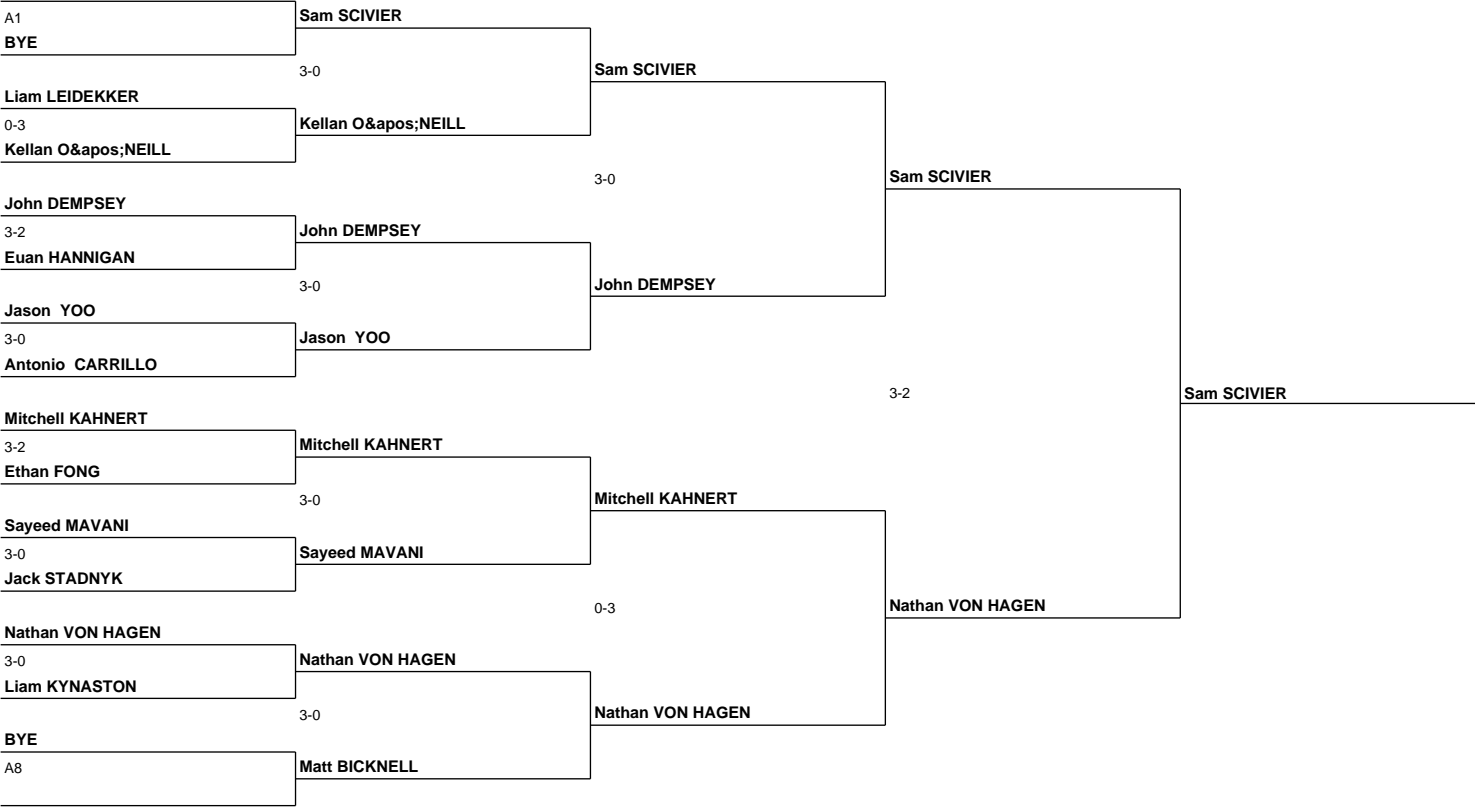 A1
BYE
Liam LEIDEKKER
0-3
Kellan O&apos;NEILL
John DEMPSEY
3-2
Euan HANNIGAN
Jason  YOO
3-0
Antonio  CARRILLO
Mitchell KAHNERT
3-2
Ethan FONG
Sayeed MAVANI
3-0
Jack STADNYK
Nathan VON HAGEN
3-0
Liam KYNASTON
BYE
A8
Sam SCIVIER
3-0
Kellan O&apos;NEILL
John DEMPSEY
3-0
Jason  YOO
Mitchell KAHNERT
3-0
Sayeed MAVANI
Nathan VON HAGEN
3-0
Matt BICKNELL
Sam SCIVIER
3-0
John DEMPSEY
Mitchell KAHNERT
0-3
Nathan VON HAGEN
Sam SCIVIER
3-2
Nathan VON HAGEN
Sam SCIVIER